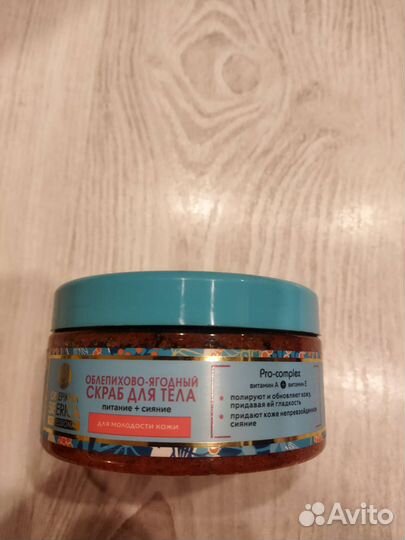 ОБЛЕПИХОВО-ЯГОДНЫЙ
СКРАБ ДЛЯ ТЕЛА
питание + сияние
для молодости кожи
Pro-complex
витамин А + витамин Е
• полируют и обновляют кожу,
придавая ей гладкость
• придают коже непревзойденное
сияние
Avito